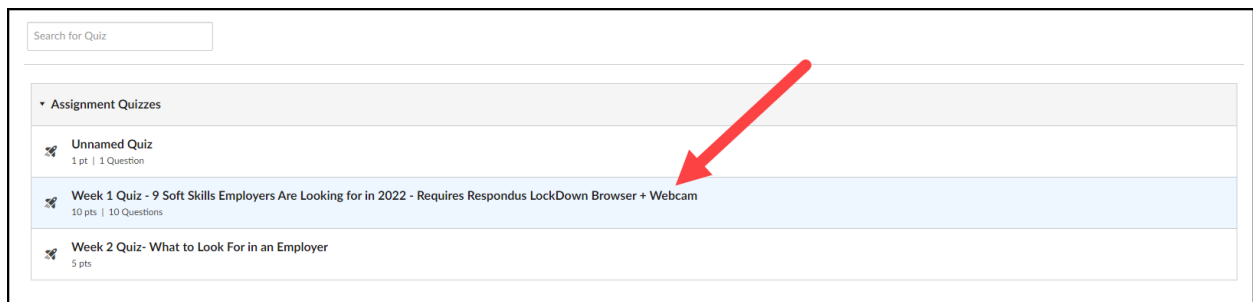 Search for Quiz
Assignment Quizzes
Unnamed Quiz
1 pt | 1 Question
Week 1 Quiz - 9 Soft Skills Employers Are Looking for in 2022 - Requires Respondus LockDown Browser + Webcam
10 pts | 10 Questions
Week 2 Quiz- What to Look For in an Employer
5 pts